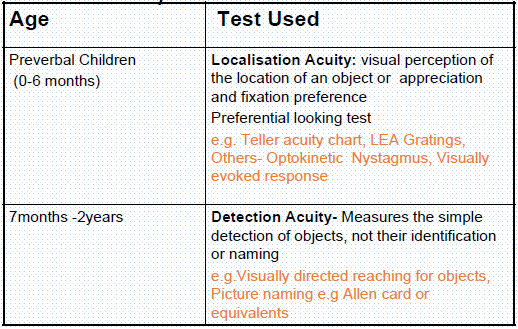 Age
Test Used
Preverbal Children
(0-6 months)
Localisation Acuity: visual perception of
the location of an object or appreciation
and fixation preference
Preferential looking test
e.g. Teller acuity chart, LEA Gratings,
Others- Optokinetic Nystagmus, Visually
evoked response
7months -2years
Detection Acuity- Measures the simple
detection of objects, not their identification
or naming
e.g.Visually directed reaching for objects,
Picture naming e.g Allen card or
equivalents